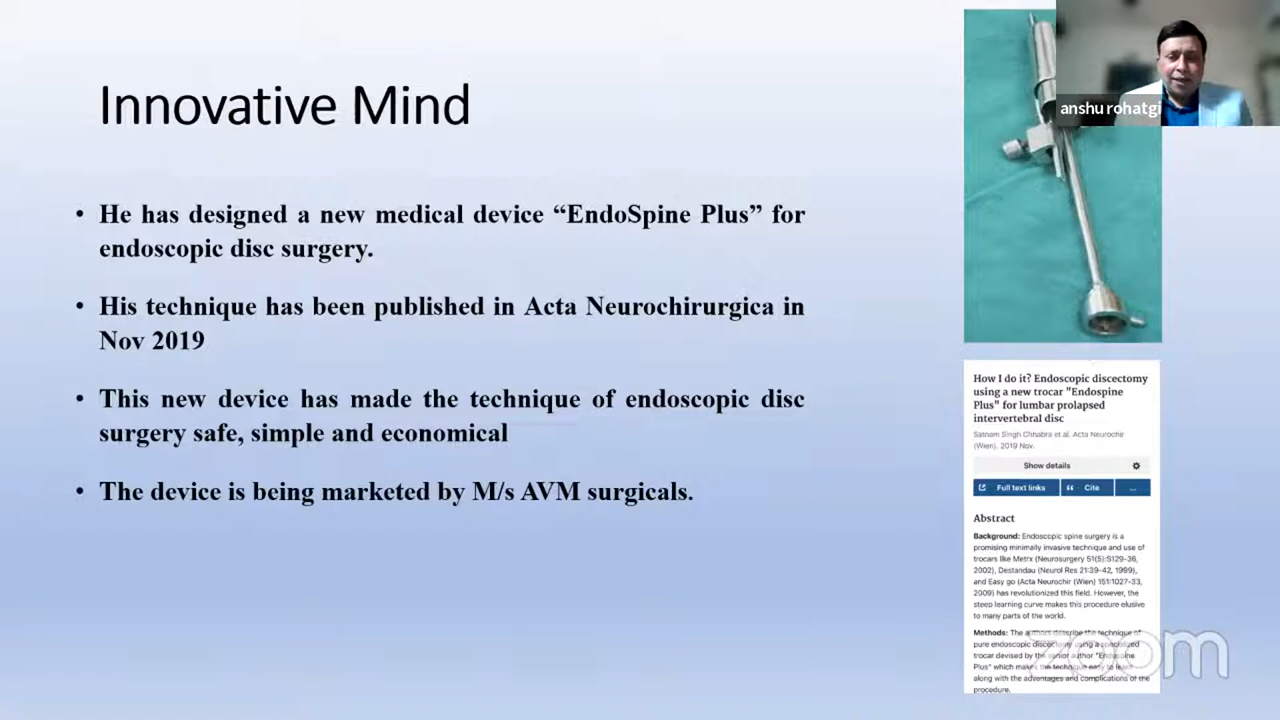 Innovative Mind
• He has designed a new medical device “EndoSpine Plus” for
endoscopic disc surgery.
• His technique has been published in Acta Neurochirurgica in
Nov 2019
• This new device has made the technique of endoscopic disc
surgery safe, simple and economical
• The device is being marketed by M/s AVM surgicals.
anshu rohatgi
How I do it? Endoscopic discectomy
using a new trocar "Endospine
Plus" for lumbar prolapsed
intervertebral disc
Satnam Singh Chhabra et al. Acta Neurochir
(Wien). 2019 Nov.
Show details
Full text links
Cite
...
Abstract
Background: Endoscopic spine surgery is a
promising minimally invasive technique and use of
trocars like Metrx (Neurosurgery 51(5):S129-36,
2002), Destandau (Neurol Res 21:39-42, 1999),
and Easy go (Acta Neurochir (Wien) 151:1027-33,
2009) has revolutionized this field. However, the
steep learning curve makes this procedure elusive
to many parts of the world.
Methods: The authors describe the technique of
pure endoscopic discectomy using a specialized
trocar devised by the senior author "Endospine
Plus" which makes the technique easy to learn
along with the advantages and complications of the
procedure.
zoom